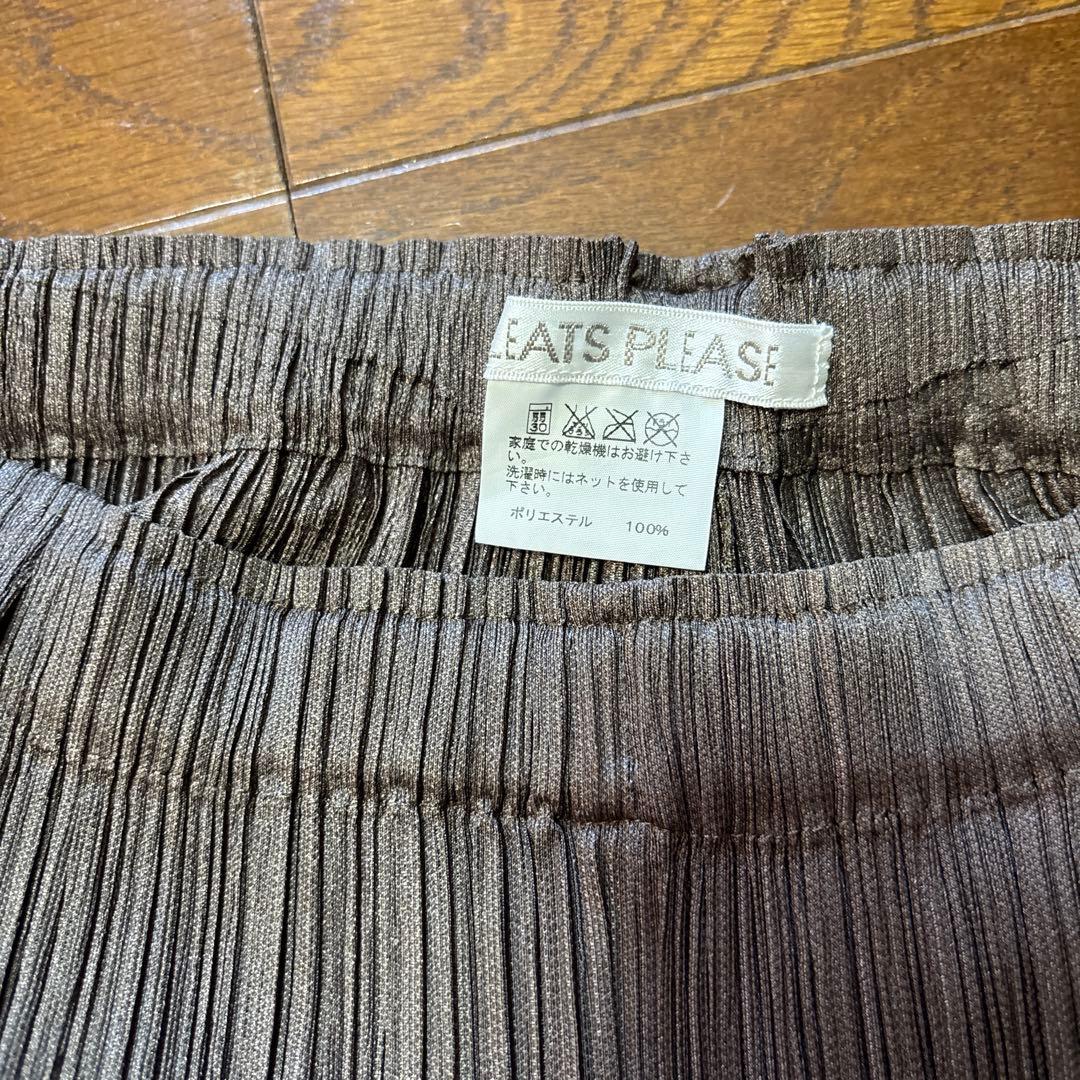 LEATS PLEASE
家庭での乾燥機はお避け下さ
い。
洗濯時にはネットを使用して
下さい。
ポリエステル 100%